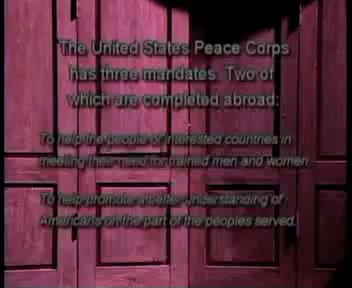 The United States Peace Corps
has three mandates. Two of
which are completed abroad:
To help the people of interested countries in
meeting their need for trained men and women.
To help promote a better understanding of
Americans on the part of the peoples served.